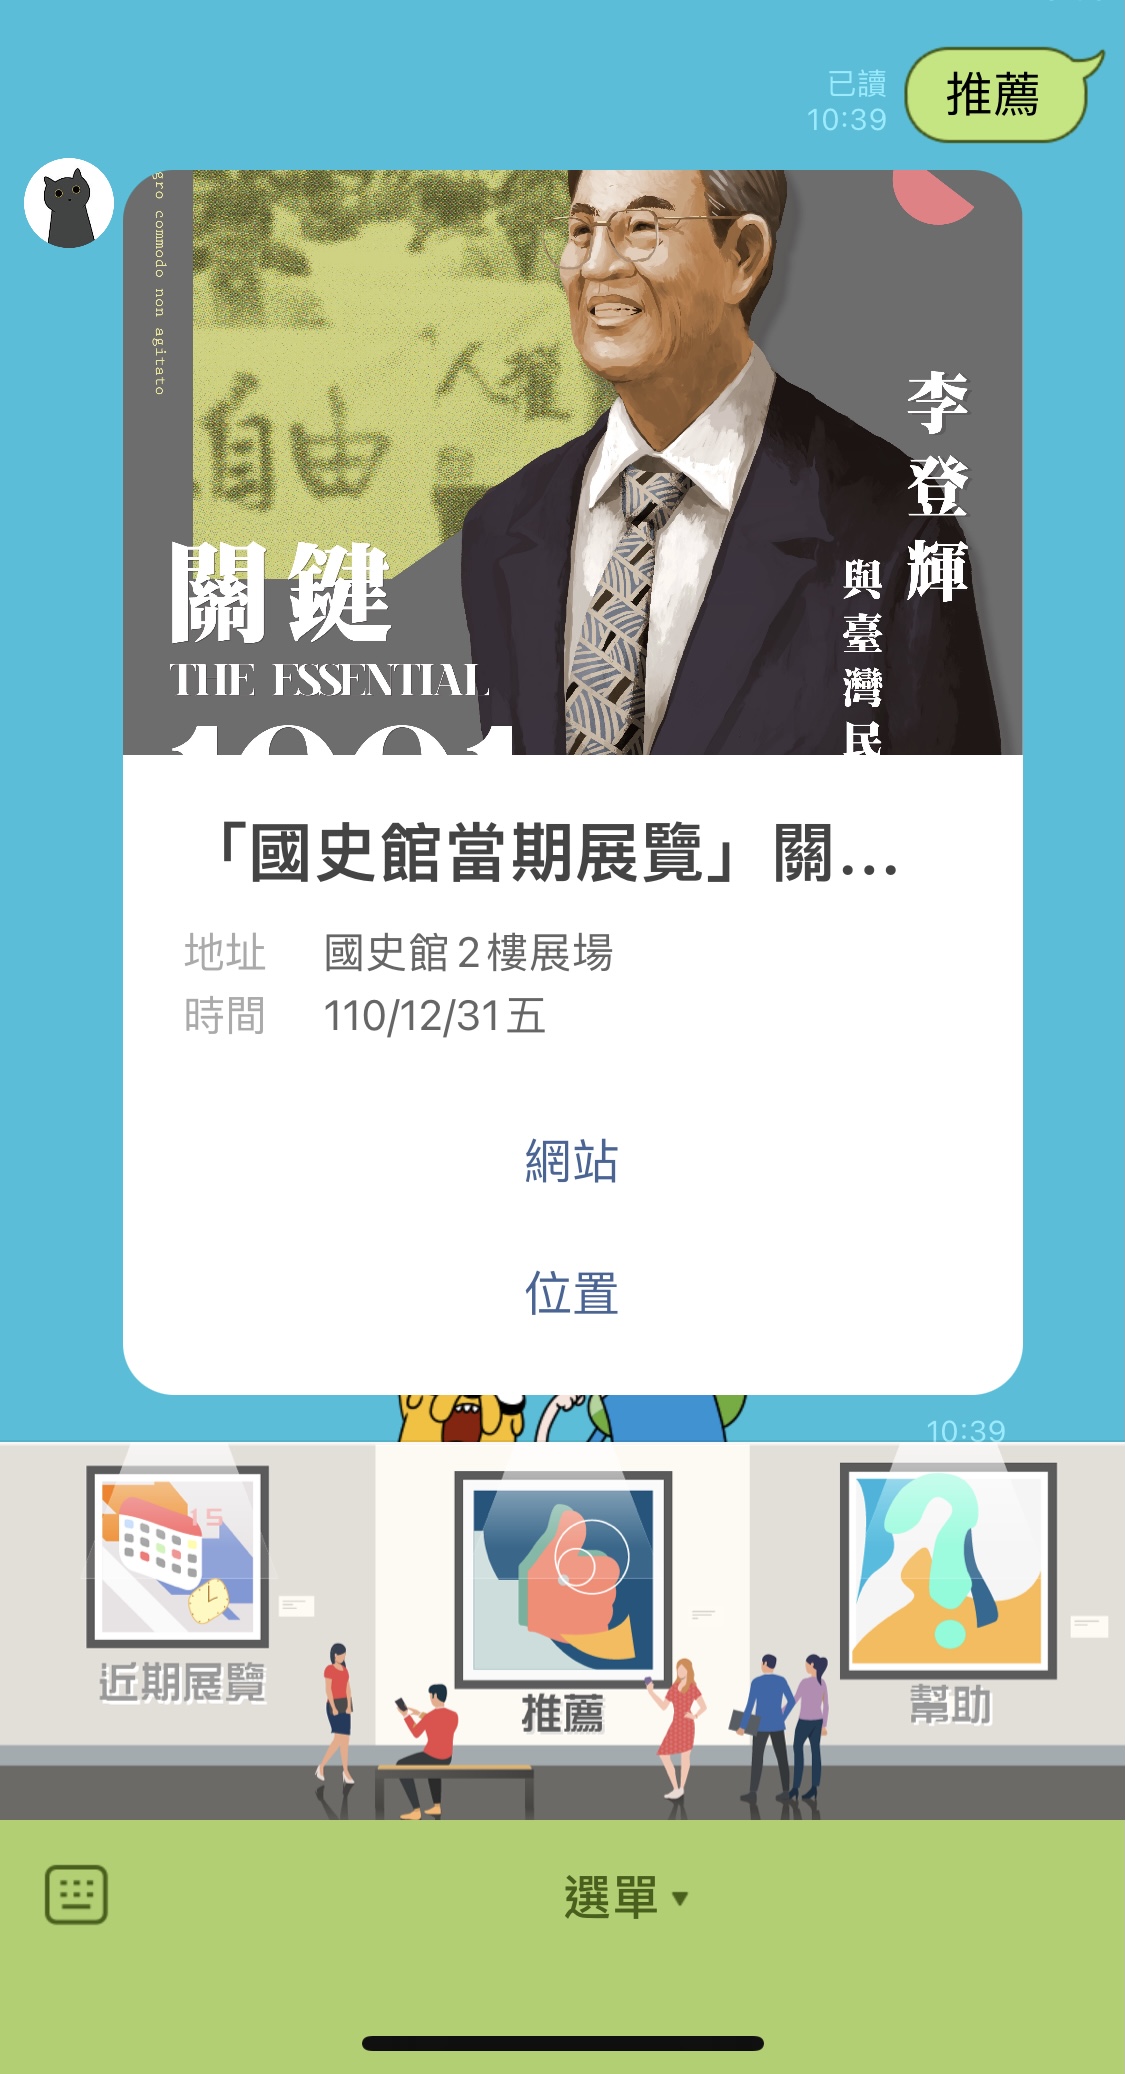 推薦
已讀
10:39
gro commodo non agitato
自由
人權
李登輝
與臺灣民
關鍵
THE ESSENTIAL
1991
「國史館當期展覽」關...
地址 國史館2樓展場
時間 110/12/31五
網站
位置
10:39
15
近期展覽
推薦
幫助
選單